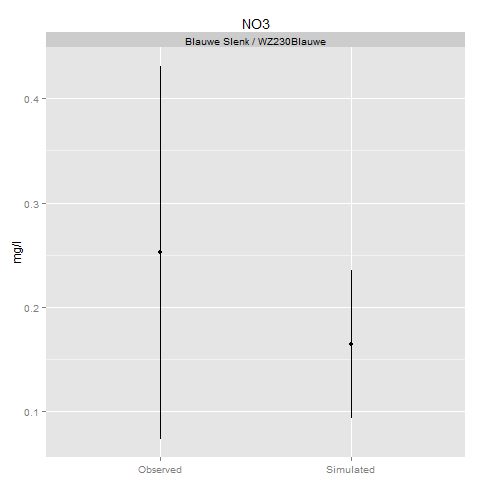 NO3
Blauwe Slenk / WZ230Blauwe
mg/l
0.4
0.3
0.2
0.1
Observed
Simulated